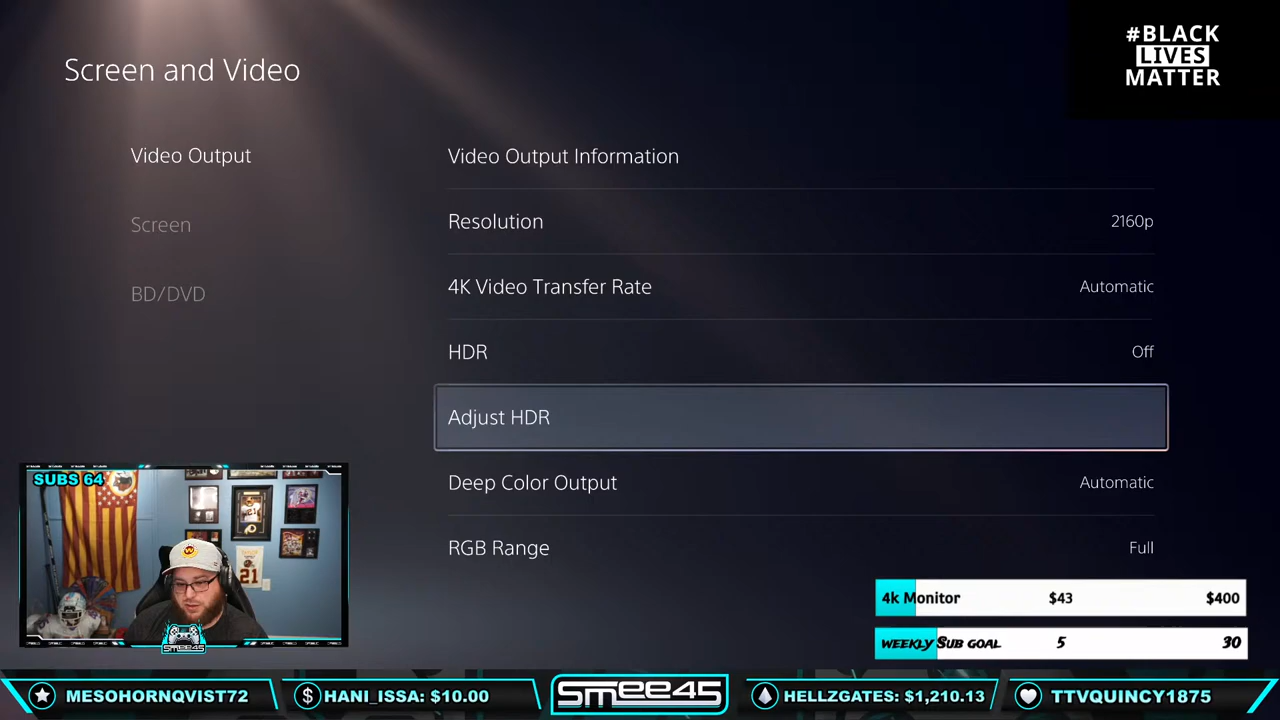 #BLACK
LIVES
MATTER
Screen and Video
Video Output
Screen
BD/DVD
Video Output Information
Resolution 2160p
4K Video Transfer Rate Automatic
HDR Off
Adjust HDR
Deep Color Output Automatic
RGB Range Full
SUBS 64
21
SMEE45
4k Monitor $43 $400
WEEKLY SUB GOAL 5 30
MESOHORNQVIST72
HANI_ISSA: $10.00
SMEE45
HELLZGATES: $1,210.13
TTVQUINCY1875